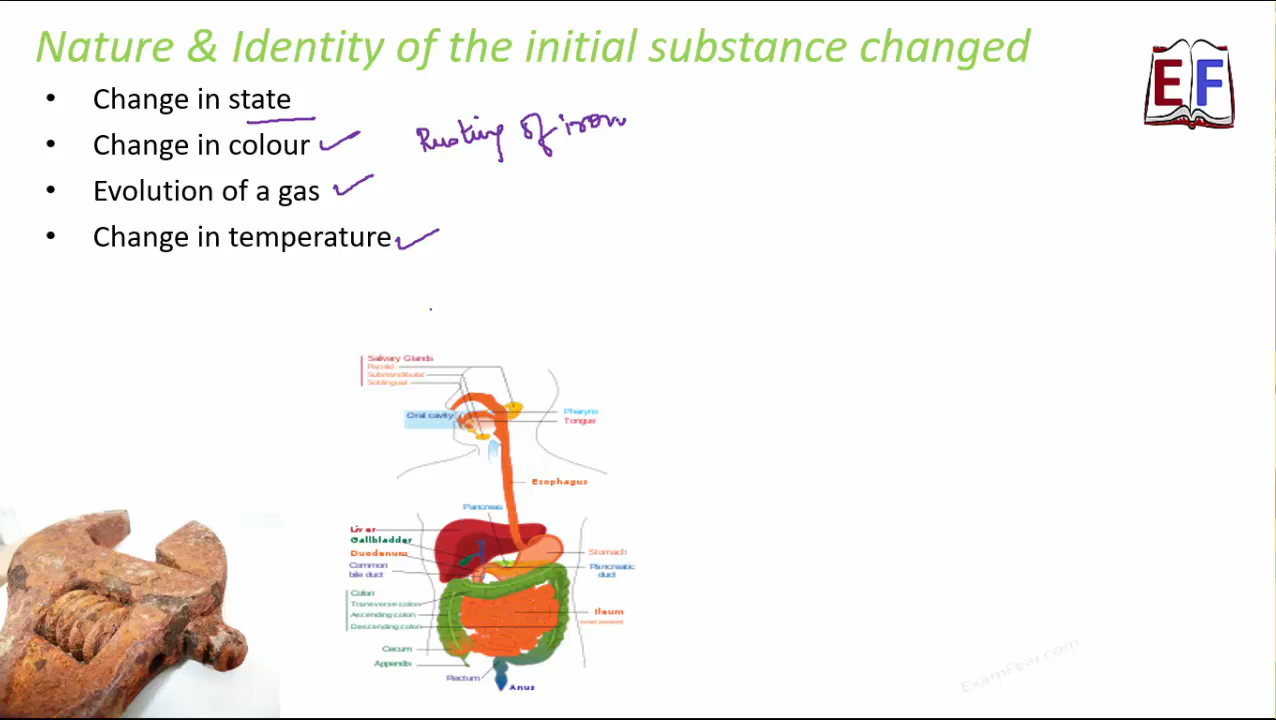 Nature & Identity of the initial substance changed
E F
• Change in state
• Change in colour
Rusting of iron
• Evolution of a gas
• Change in temperature
Salivary Glands
Parotid
Submandibular
Sublingual
Oral cavity
Pharynx
Tongue
Esophagus
Pancreas
Liver
Gallbladder
Duodenum
Common
bile duct
Stomach
Pancreatic
duct
Colon
Transverse colon
Ascending colon
Descending colon
Ileum
Cecum
Appendix
Rectum
Anus
ExamFear.com